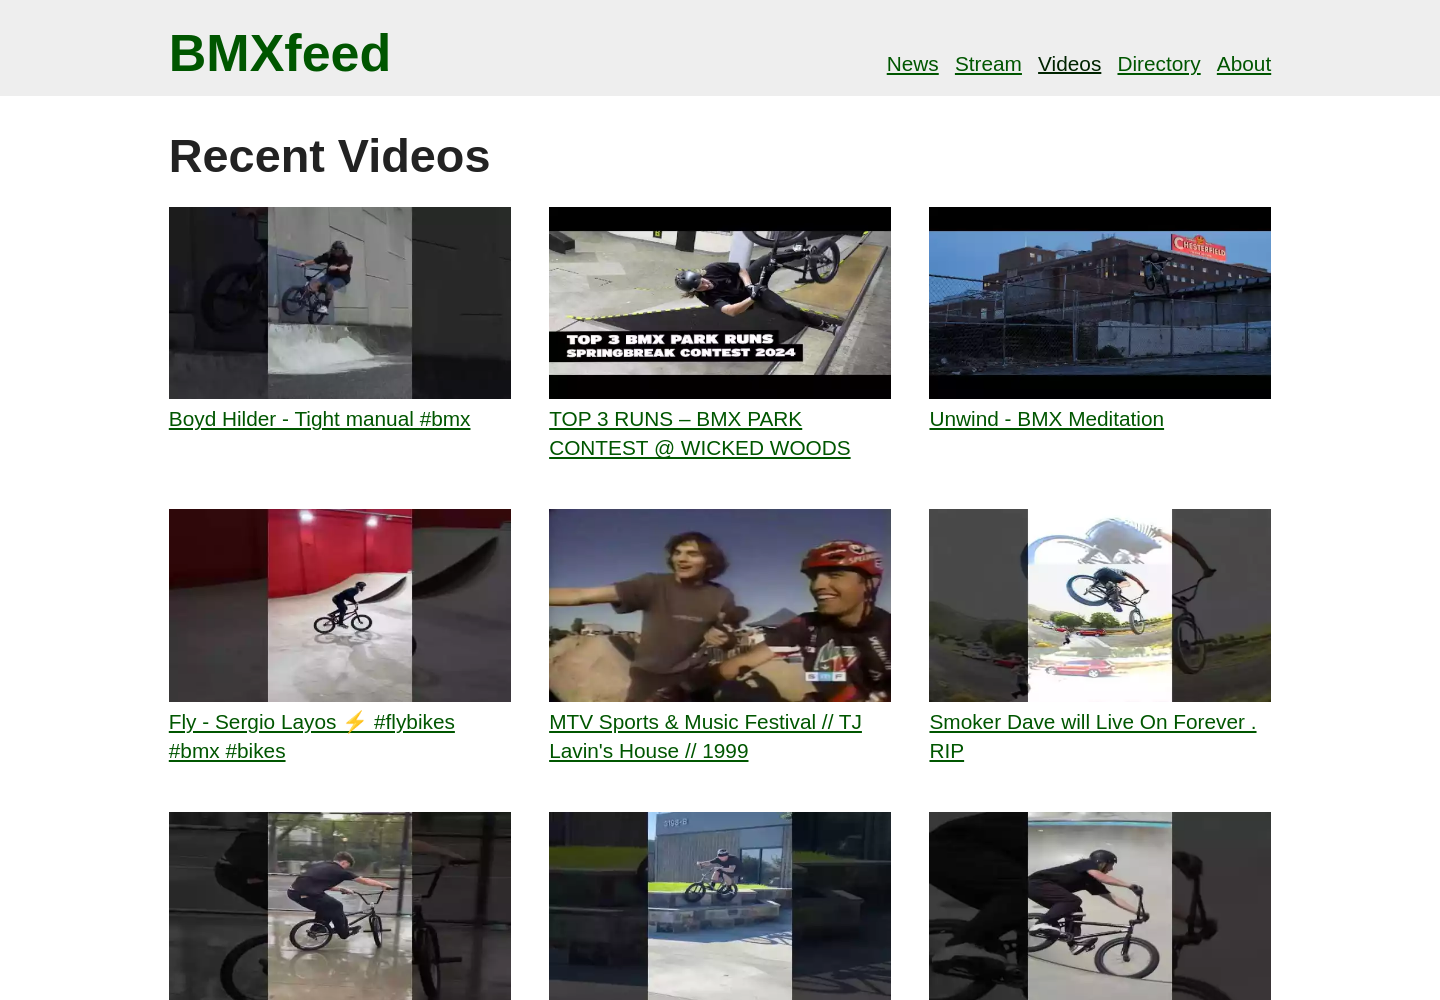 BMXfeed
News Stream Videos Directory About
Recent Videos
CHESTERFIELD
TOP 3 BMX PARK RUNS
SPRINGBREAK CONTEST 2024
Boyd Hilder - Tight manual #bmx
TOP 3 RUNS – BMX PARK
CONTEST @ WICKED WOODS
Unwind - BMX Meditation
Fly - Sergio Layos ⚡ #flybikes
#bmx #bikes
MTV Sports & Music Festival // TJ
Lavin's House // 1999
Smoker Dave will Live On Forever .
RIP